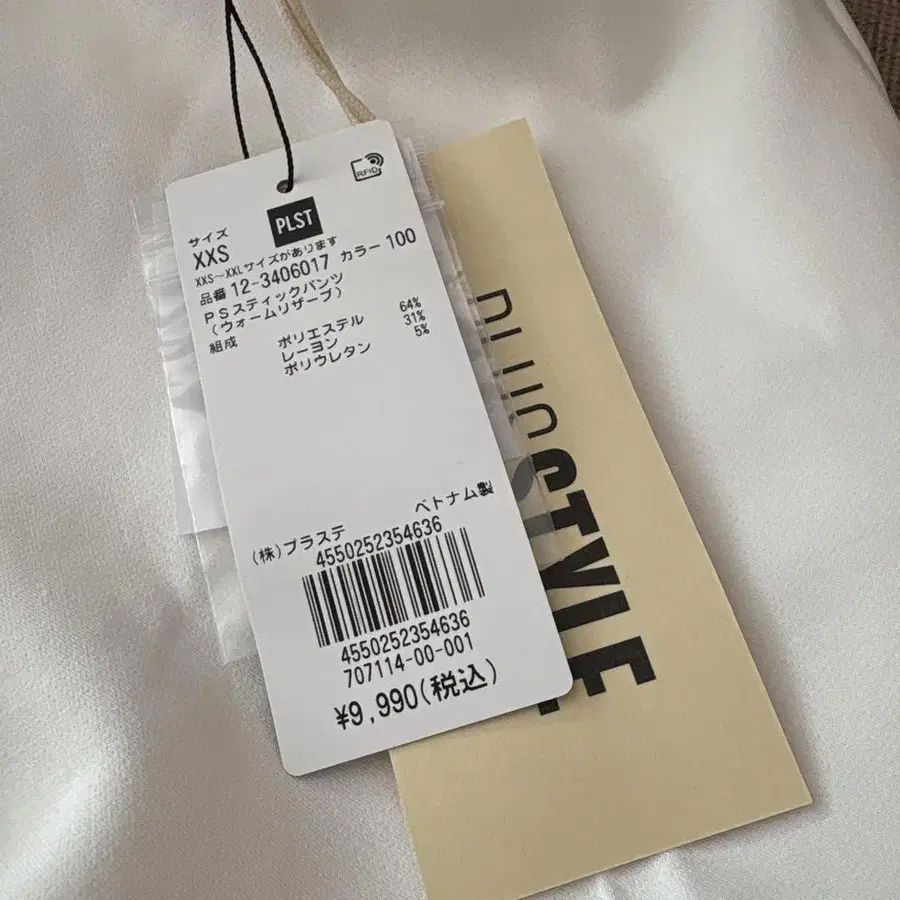 RFID
PLST
サイズ
XXS
XXS~XXLサイズがあります
品番 12-3406017 カラー 100
PSスティックパンツ
(ウォームリザーブ)
組成 ポリエステル 64%
レーヨン 31%
ポリウレタン 5%
ベトナム製
(株)プラステ
4550252354636
4550252354636
707114-00-001
¥9,990(税込)
STYLE